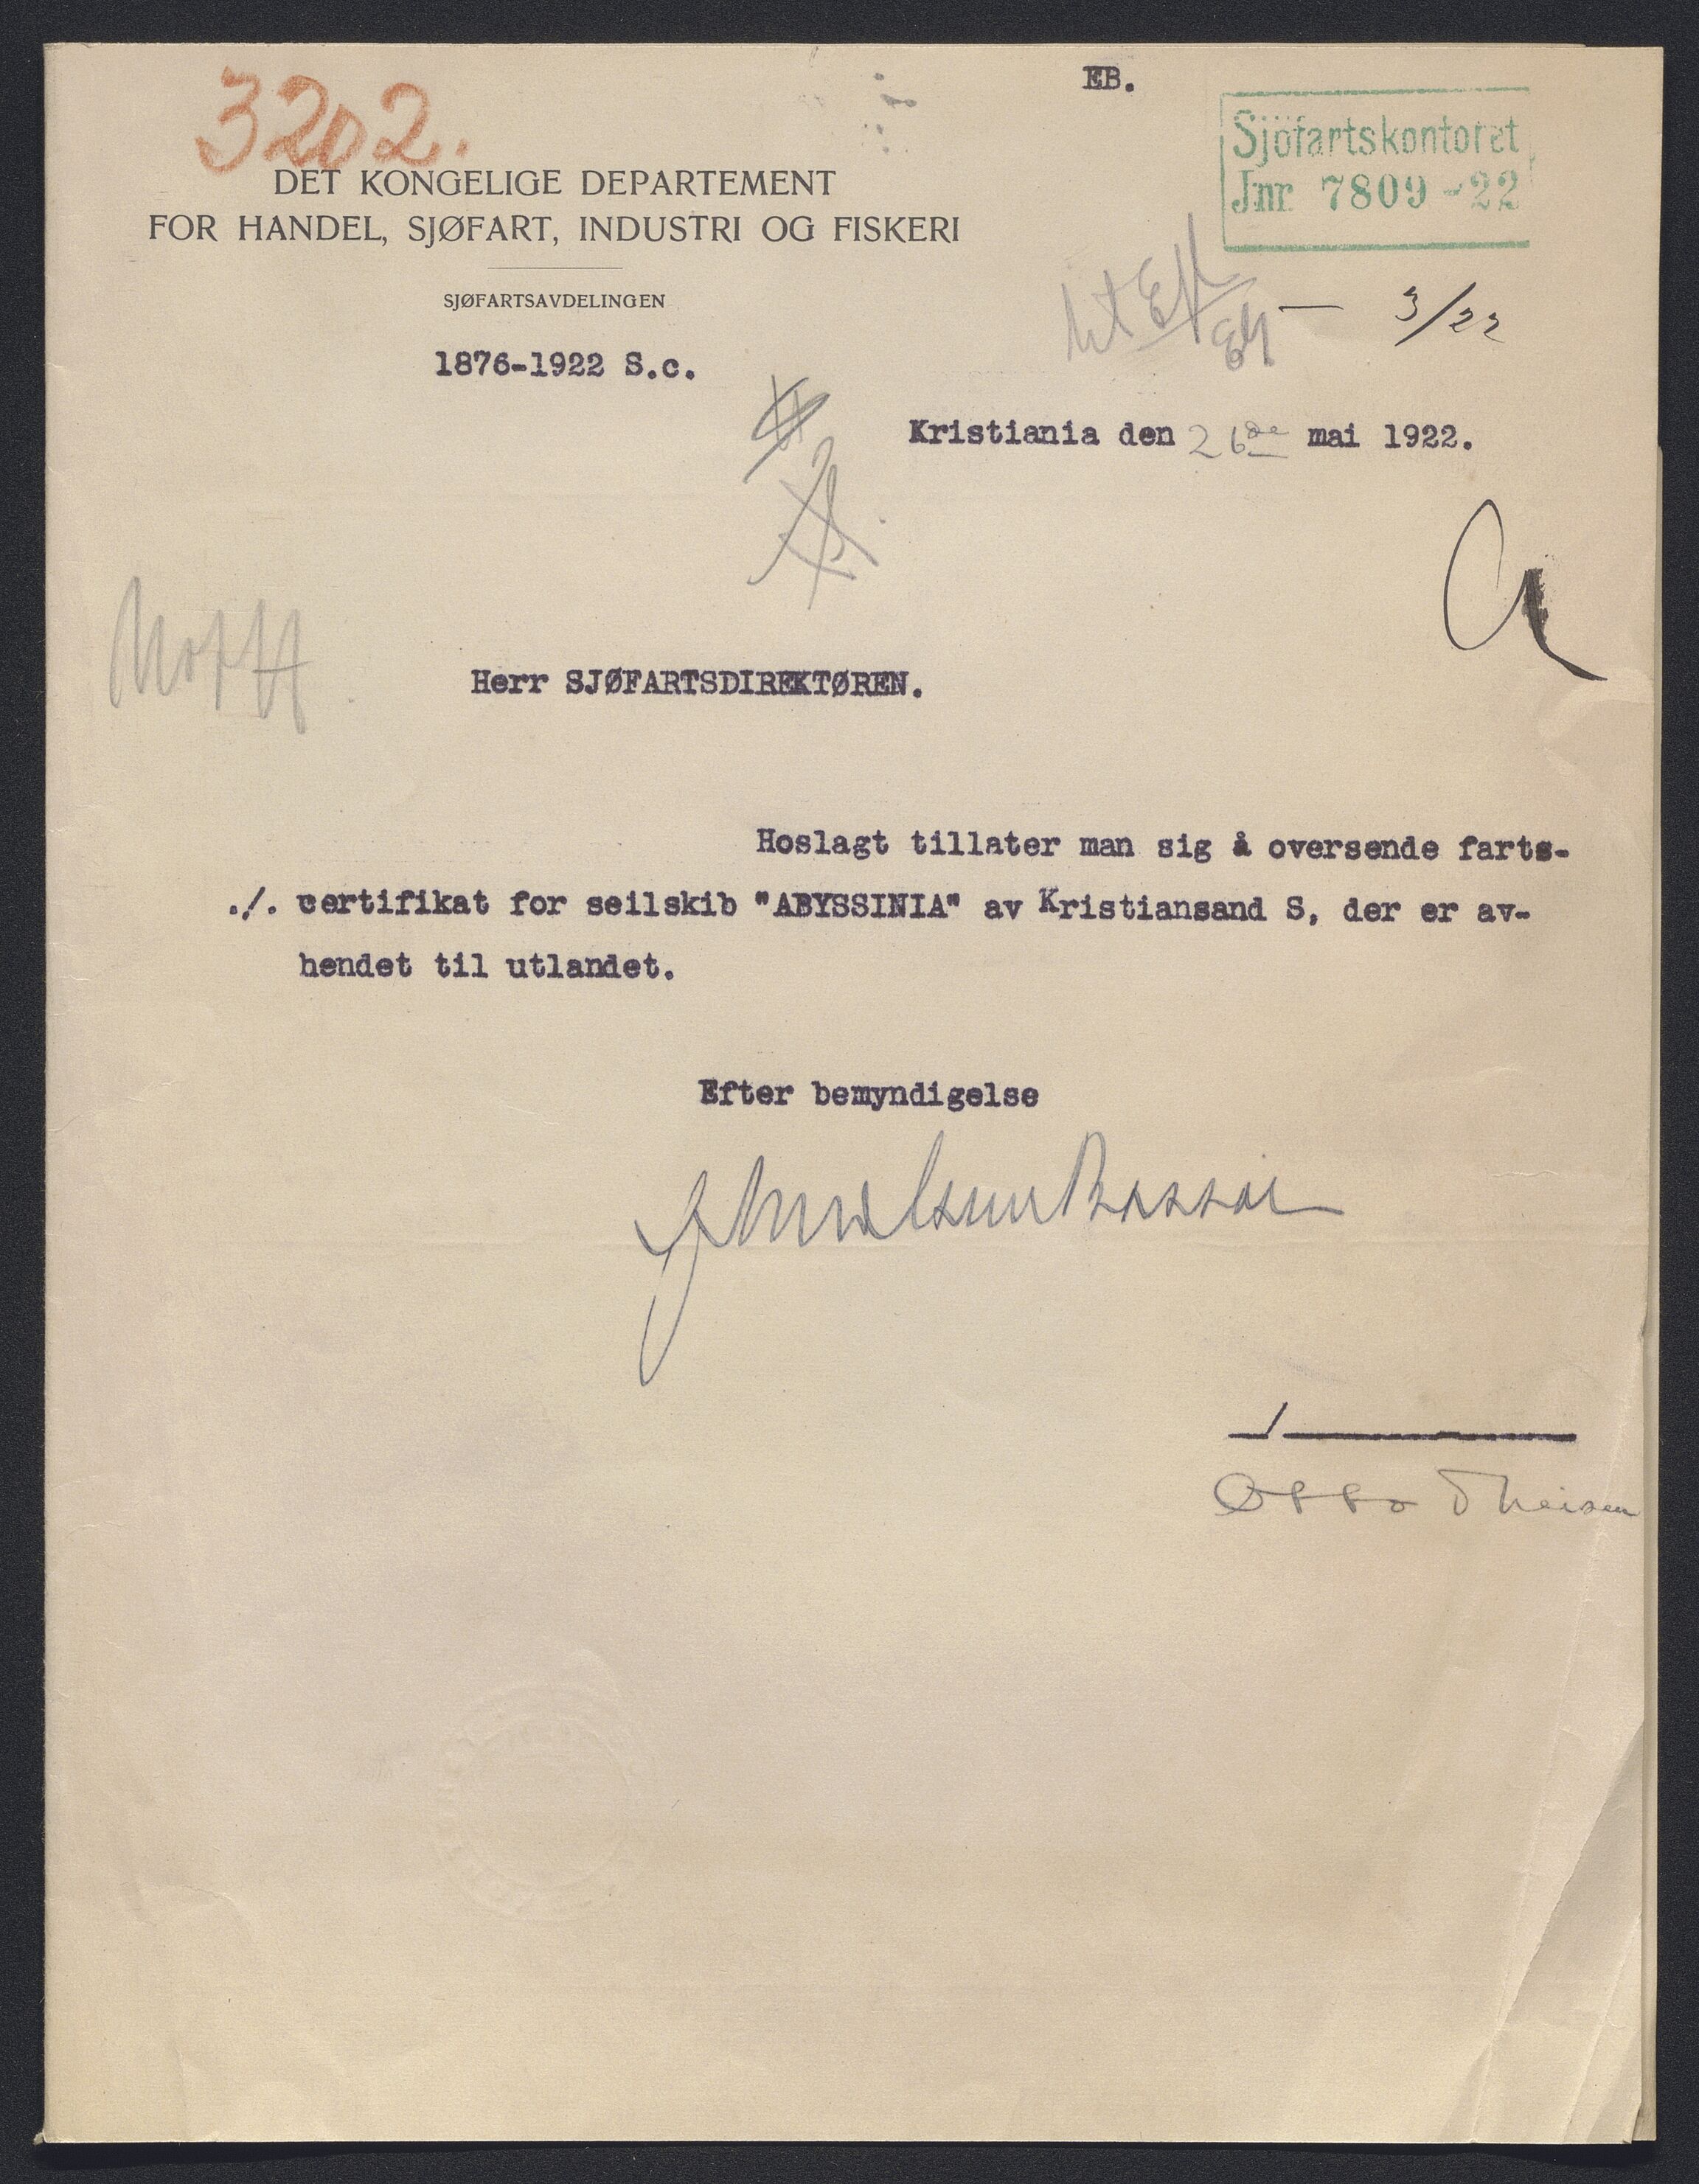 3202.
EB.
Sjöfartskontoret
Jnr 7809-22
DET KONGELIGE DEPARTEMENT
FOR HANDEL, SJØFART, INDUSTRI OG FISKERI
SJØFARTSAVDELINGEN
— 3/22
1876-1922 S.c.
Kristiania den 26de mai 1922.
Herr SJØFARTSDIREKTØREN.
Hoslagt tillater man sig å oversende farts-
./. certifikat for seilskib "ABYSSINIA" av Kristiansand S, der er av-
hendet til utlandet.
Efter bemyndigelse
Otto Theisen